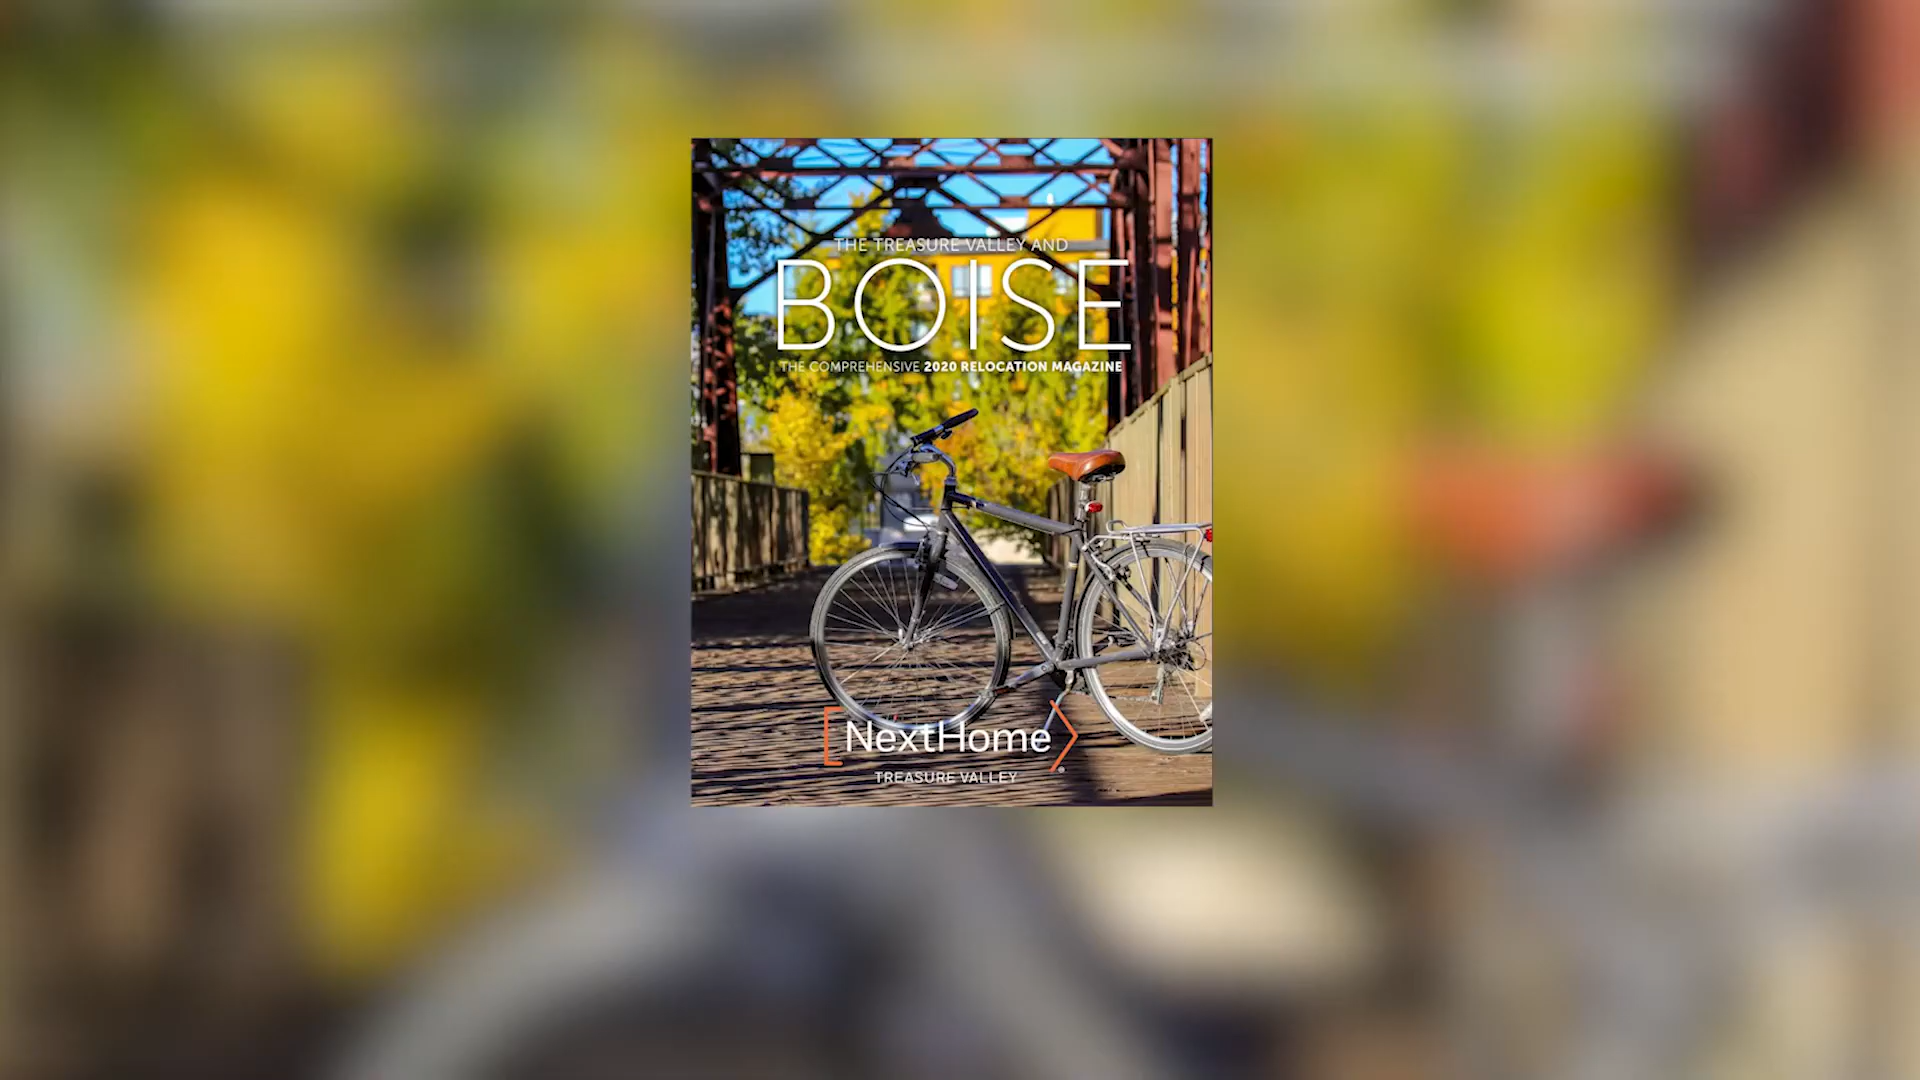 THE TREASURE VALLEY AND
BOISE
THE COMPREHENSIVE 2020 RELOCATION MAGAZINE
NextHome
TREASURE VALLEY